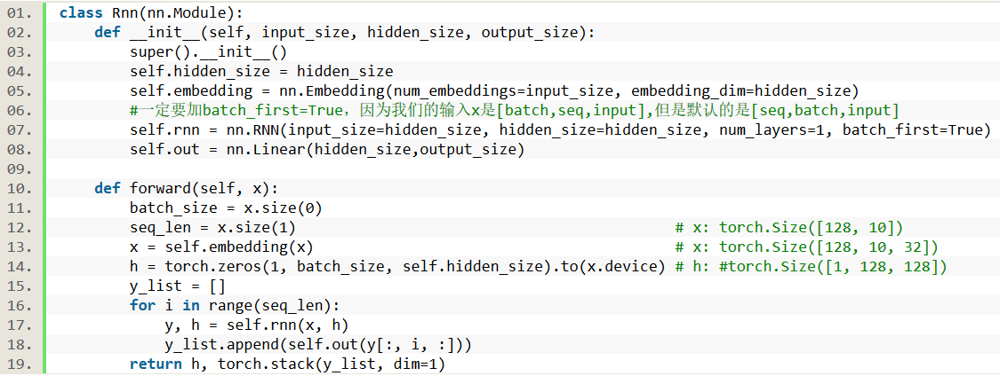 01. class Rnn(nn.Module):
02.     def __init__(self, input_size, hidden_size, output_size):
03.         super().__init__()
04.         self.hidden_size = hidden_size
05.         self.embedding = nn.Embedding(num_embeddings=input_size, embedding_dim=hidden_size)
06.         #一定要加batch_first=True，因为我们的输入x是[batch,seq,input],但是默认的是[seq,batch,input]
07.         self.rnn = nn.RNN(input_size=hidden_size, hidden_size=hidden_size, num_layers=1, batch_first=True)
08.         self.out = nn.Linear(hidden_size,output_size)
09.
10.     def forward(self, x):
11.         batch_size = x.size(0)
12.         seq_len = x.size(1)                                           # x: torch.Size([128, 10])
13.         x = self.embedding(x)                                         # x: torch.Size([128, 10, 32])
14.         h = torch.zeros(1, batch_size, self.hidden_size).to(x.device) # h: #torch.Size([1, 128, 128])
15.         y_list = []
16.         for i in range(seq_len):
17.             y, h = self.rnn(x, h)
18.             y_list.append(self.out(y[:, i, :]))
19.         return h, torch.stack(y_list, dim=1)